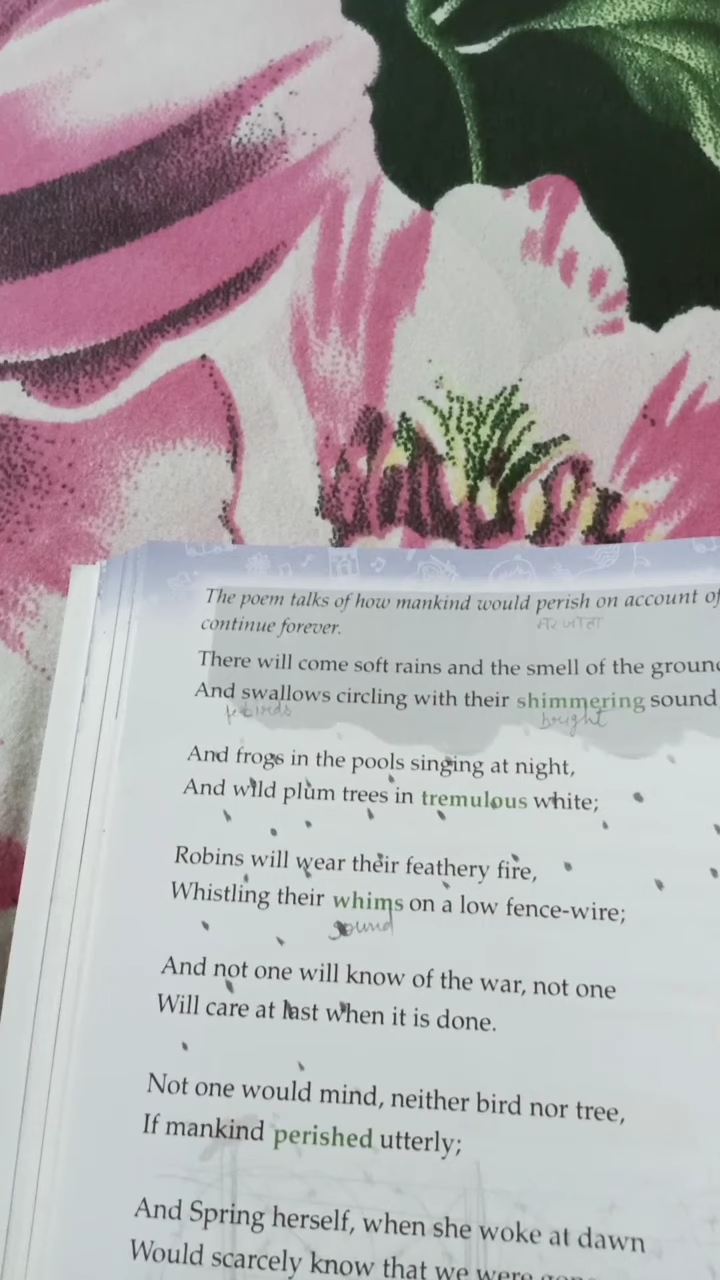 The poem talks of how mankind would perish on account of
मर जाना
continue forever.
There will come soft rains and the smell of the ground
And swallows circling with their shimmering sound
birds
bright
And frogs in the pools singing at night,
And wild plum trees in tremulous white;
Robins will wear their feathery fire,
Whistling their whims on a low fence-wire;
sound
And not one will know of the war, not one
Will care at last when it is done.
Not one would mind, neither bird nor tree,
If mankind perished utterly;
And Spring herself, when she woke at dawn
Would scarcely know that we were